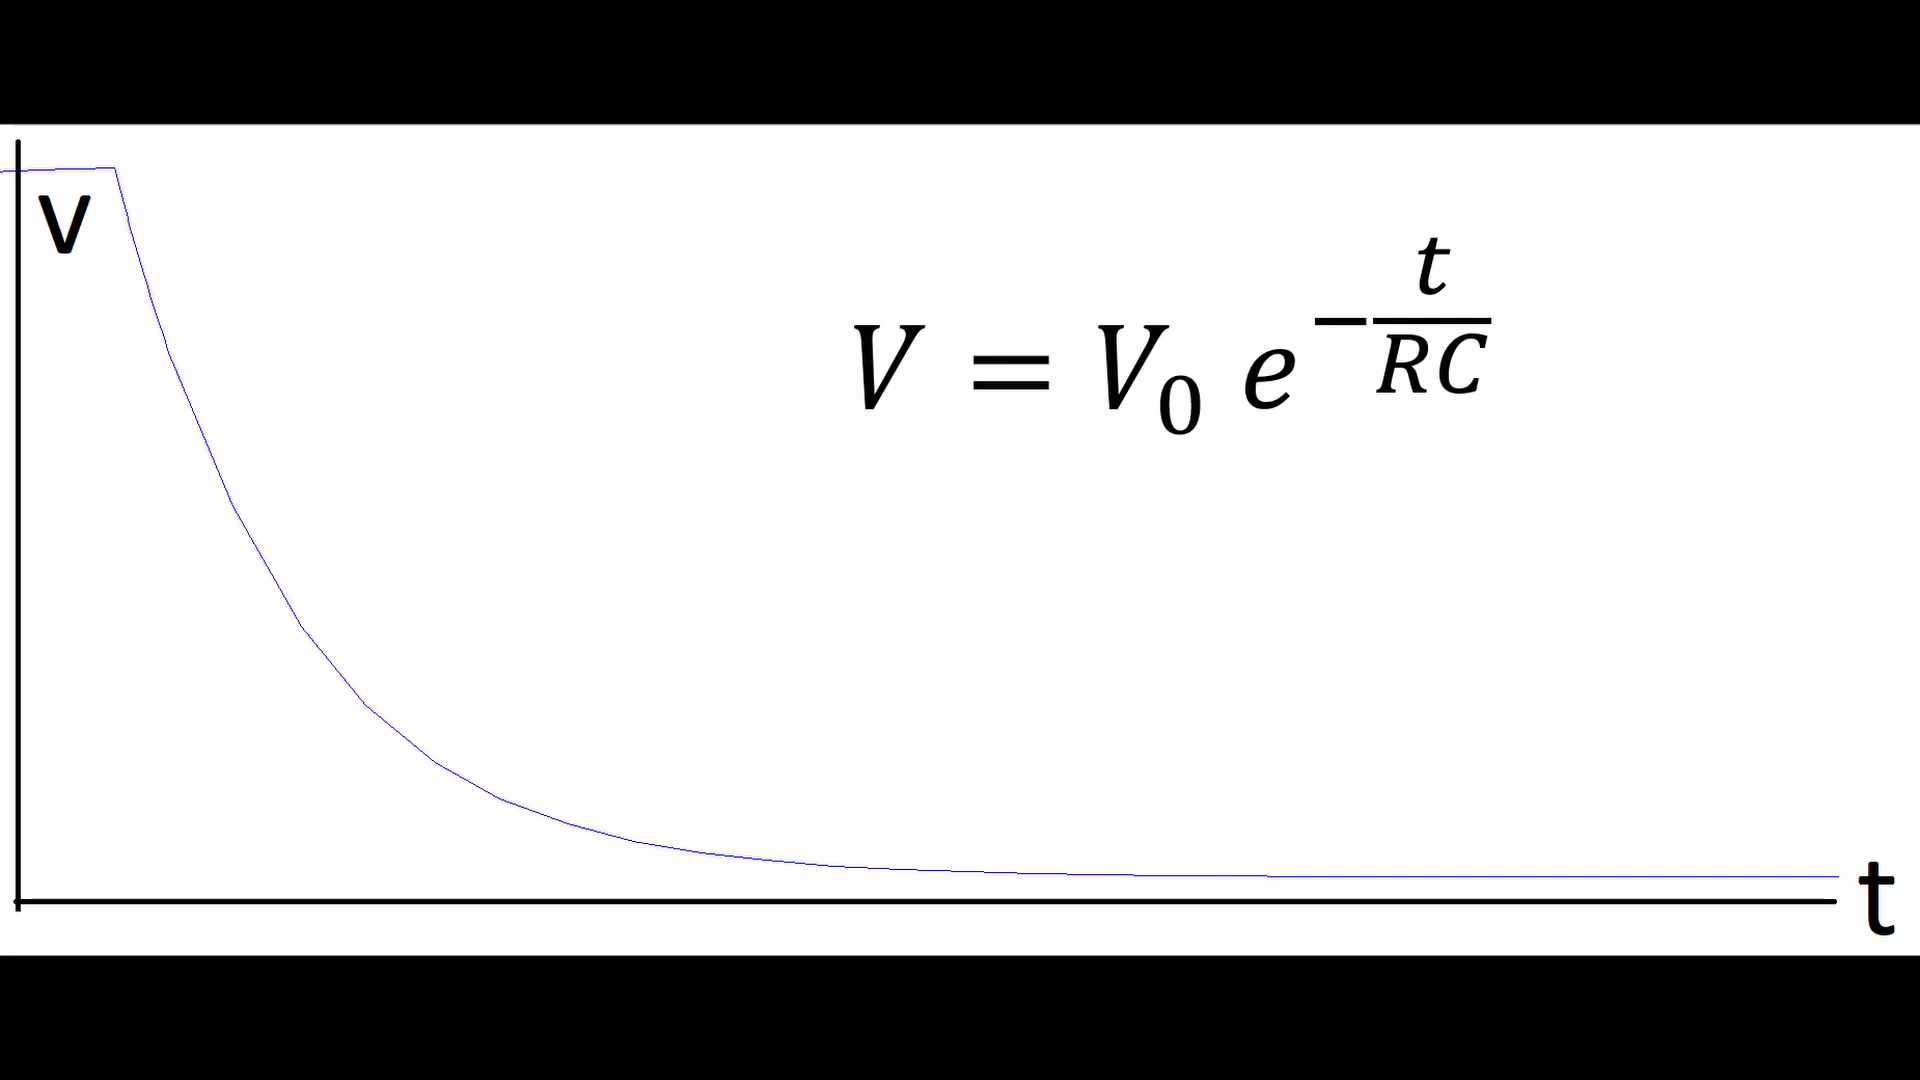 V
V = V₀ e^{-t/RC}
t